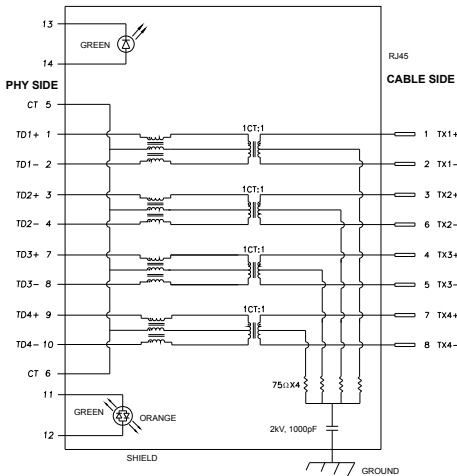 13
GREEN
14
RJ45
PHY SIDE
CABLE SIDE
CT 5
1CT:1
TD1+ 1
1 TX1+
TD1- 2
2 TX1-
1CT:1
TD2+ 3
3 TX2+
TD2- 4
6 TX2-
1CT:1
TD3+ 7
4 TX3+
TD3- 8
5 TX3-
1CT:1
TD4+ 9
7 TX4+
TD4- 10
8 TX4-
CT 6
75ΩX4
11
GREEN
ORANGE
12
2kV, 1000pF
SHIELD
GROUND